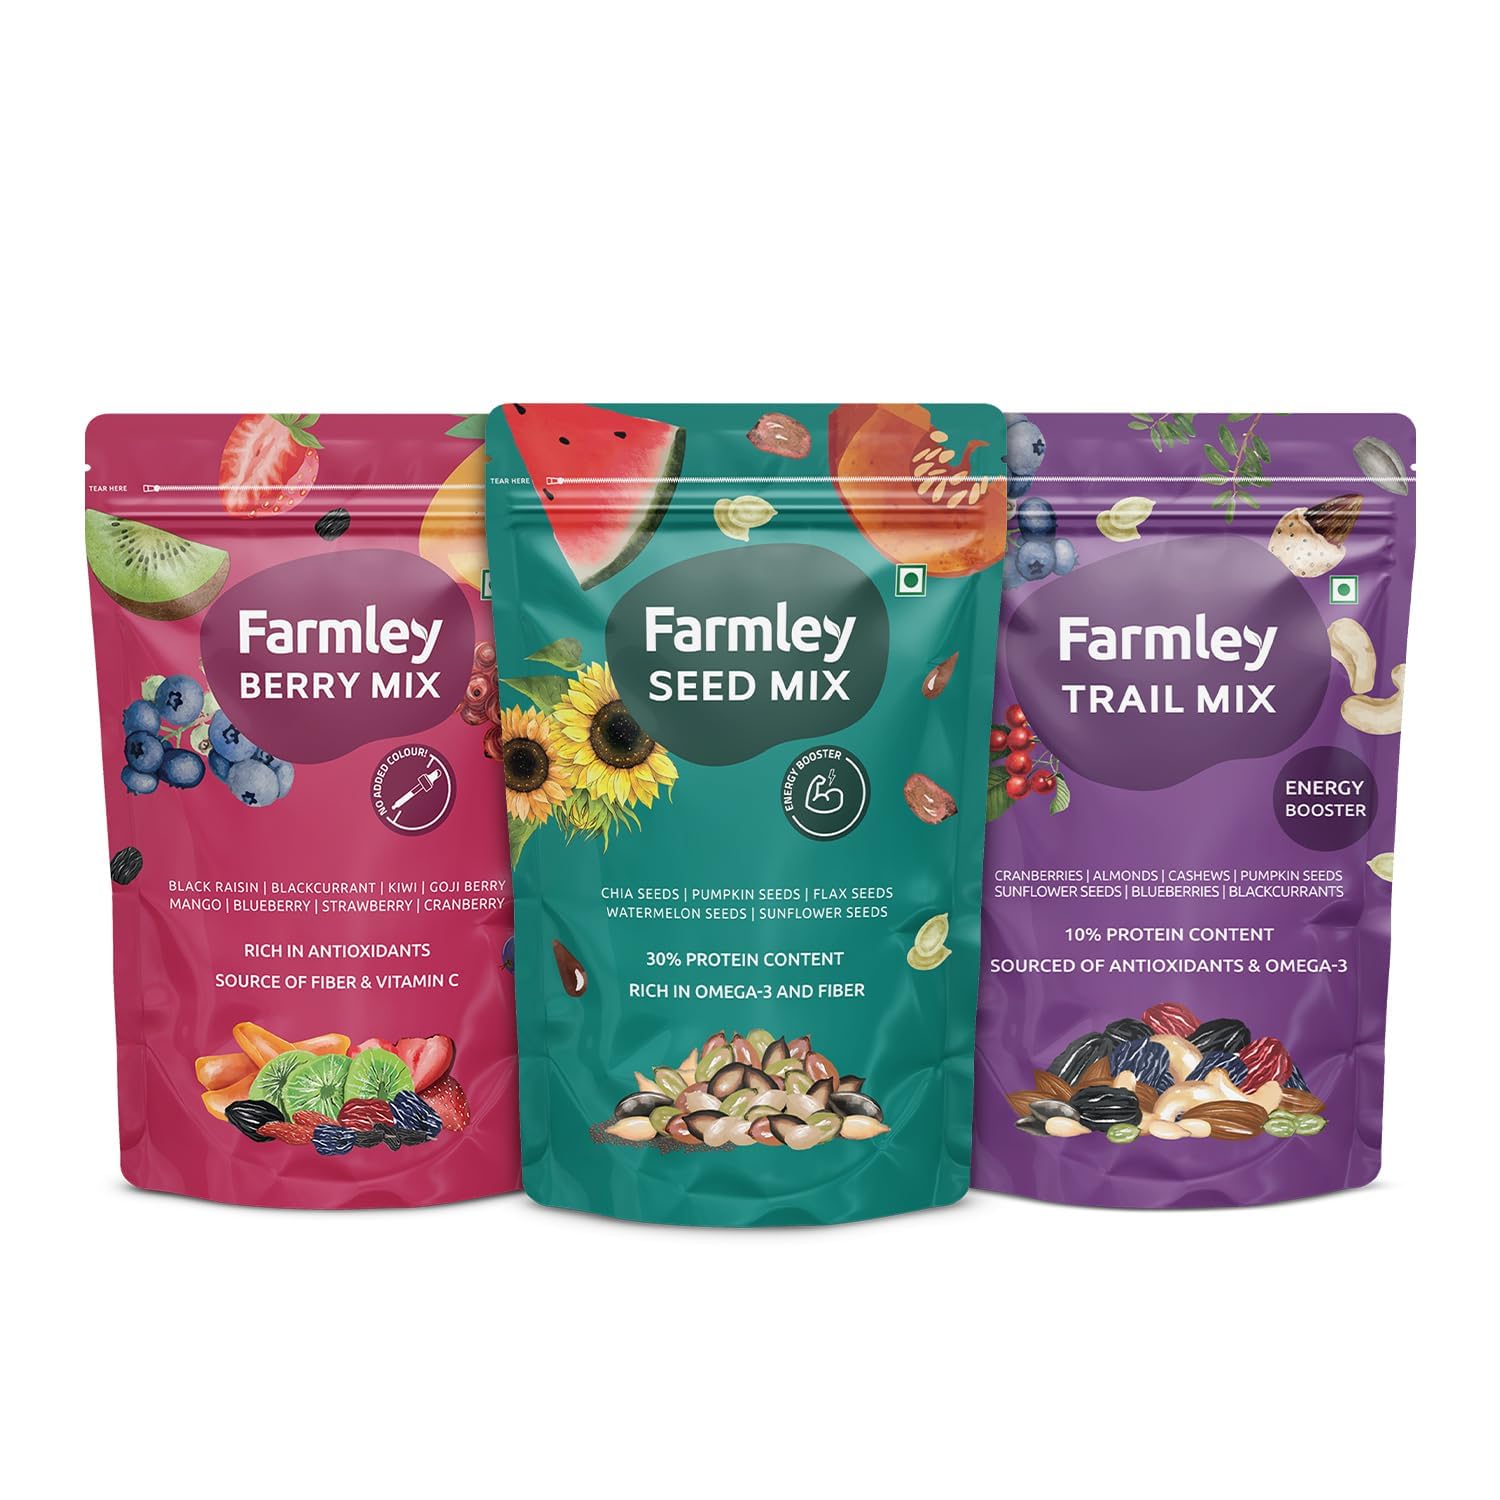 TEAR HERE
Farmley
BERRY MIX
NO ADDED COLOUR!
BLACK RAISIN | BLACKCURRANT | KIWI | GOJI BERRY
MANGO | BLUEBERRY | STRAWBERRY | CRANBERRY
RICH IN ANTIOXIDANTS
SOURCE OF FIBER & VITAMIN C
TEAR HERE
Farmley
SEED MIX
ENERGY BOOSTER
CHIA SEEDS | PUMPKIN SEEDS | FLAX SEEDS
WATERMELON SEEDS | SUNFLOWER SEEDS
30% PROTEIN CONTENT
RICH IN OMEGA-3 AND FIBER
Farmley
TRAIL MIX
ENERGY
BOOSTER
CRANBERRIES | ALMONDS | CASHEWS | PUMPKIN SEEDS
SUNFLOWER SEEDS | BLUEBERRIES | BLACKCURRANTS
10% PROTEIN CONTENT
SOURCED OF ANTIOXIDANTS & OMEGA-3